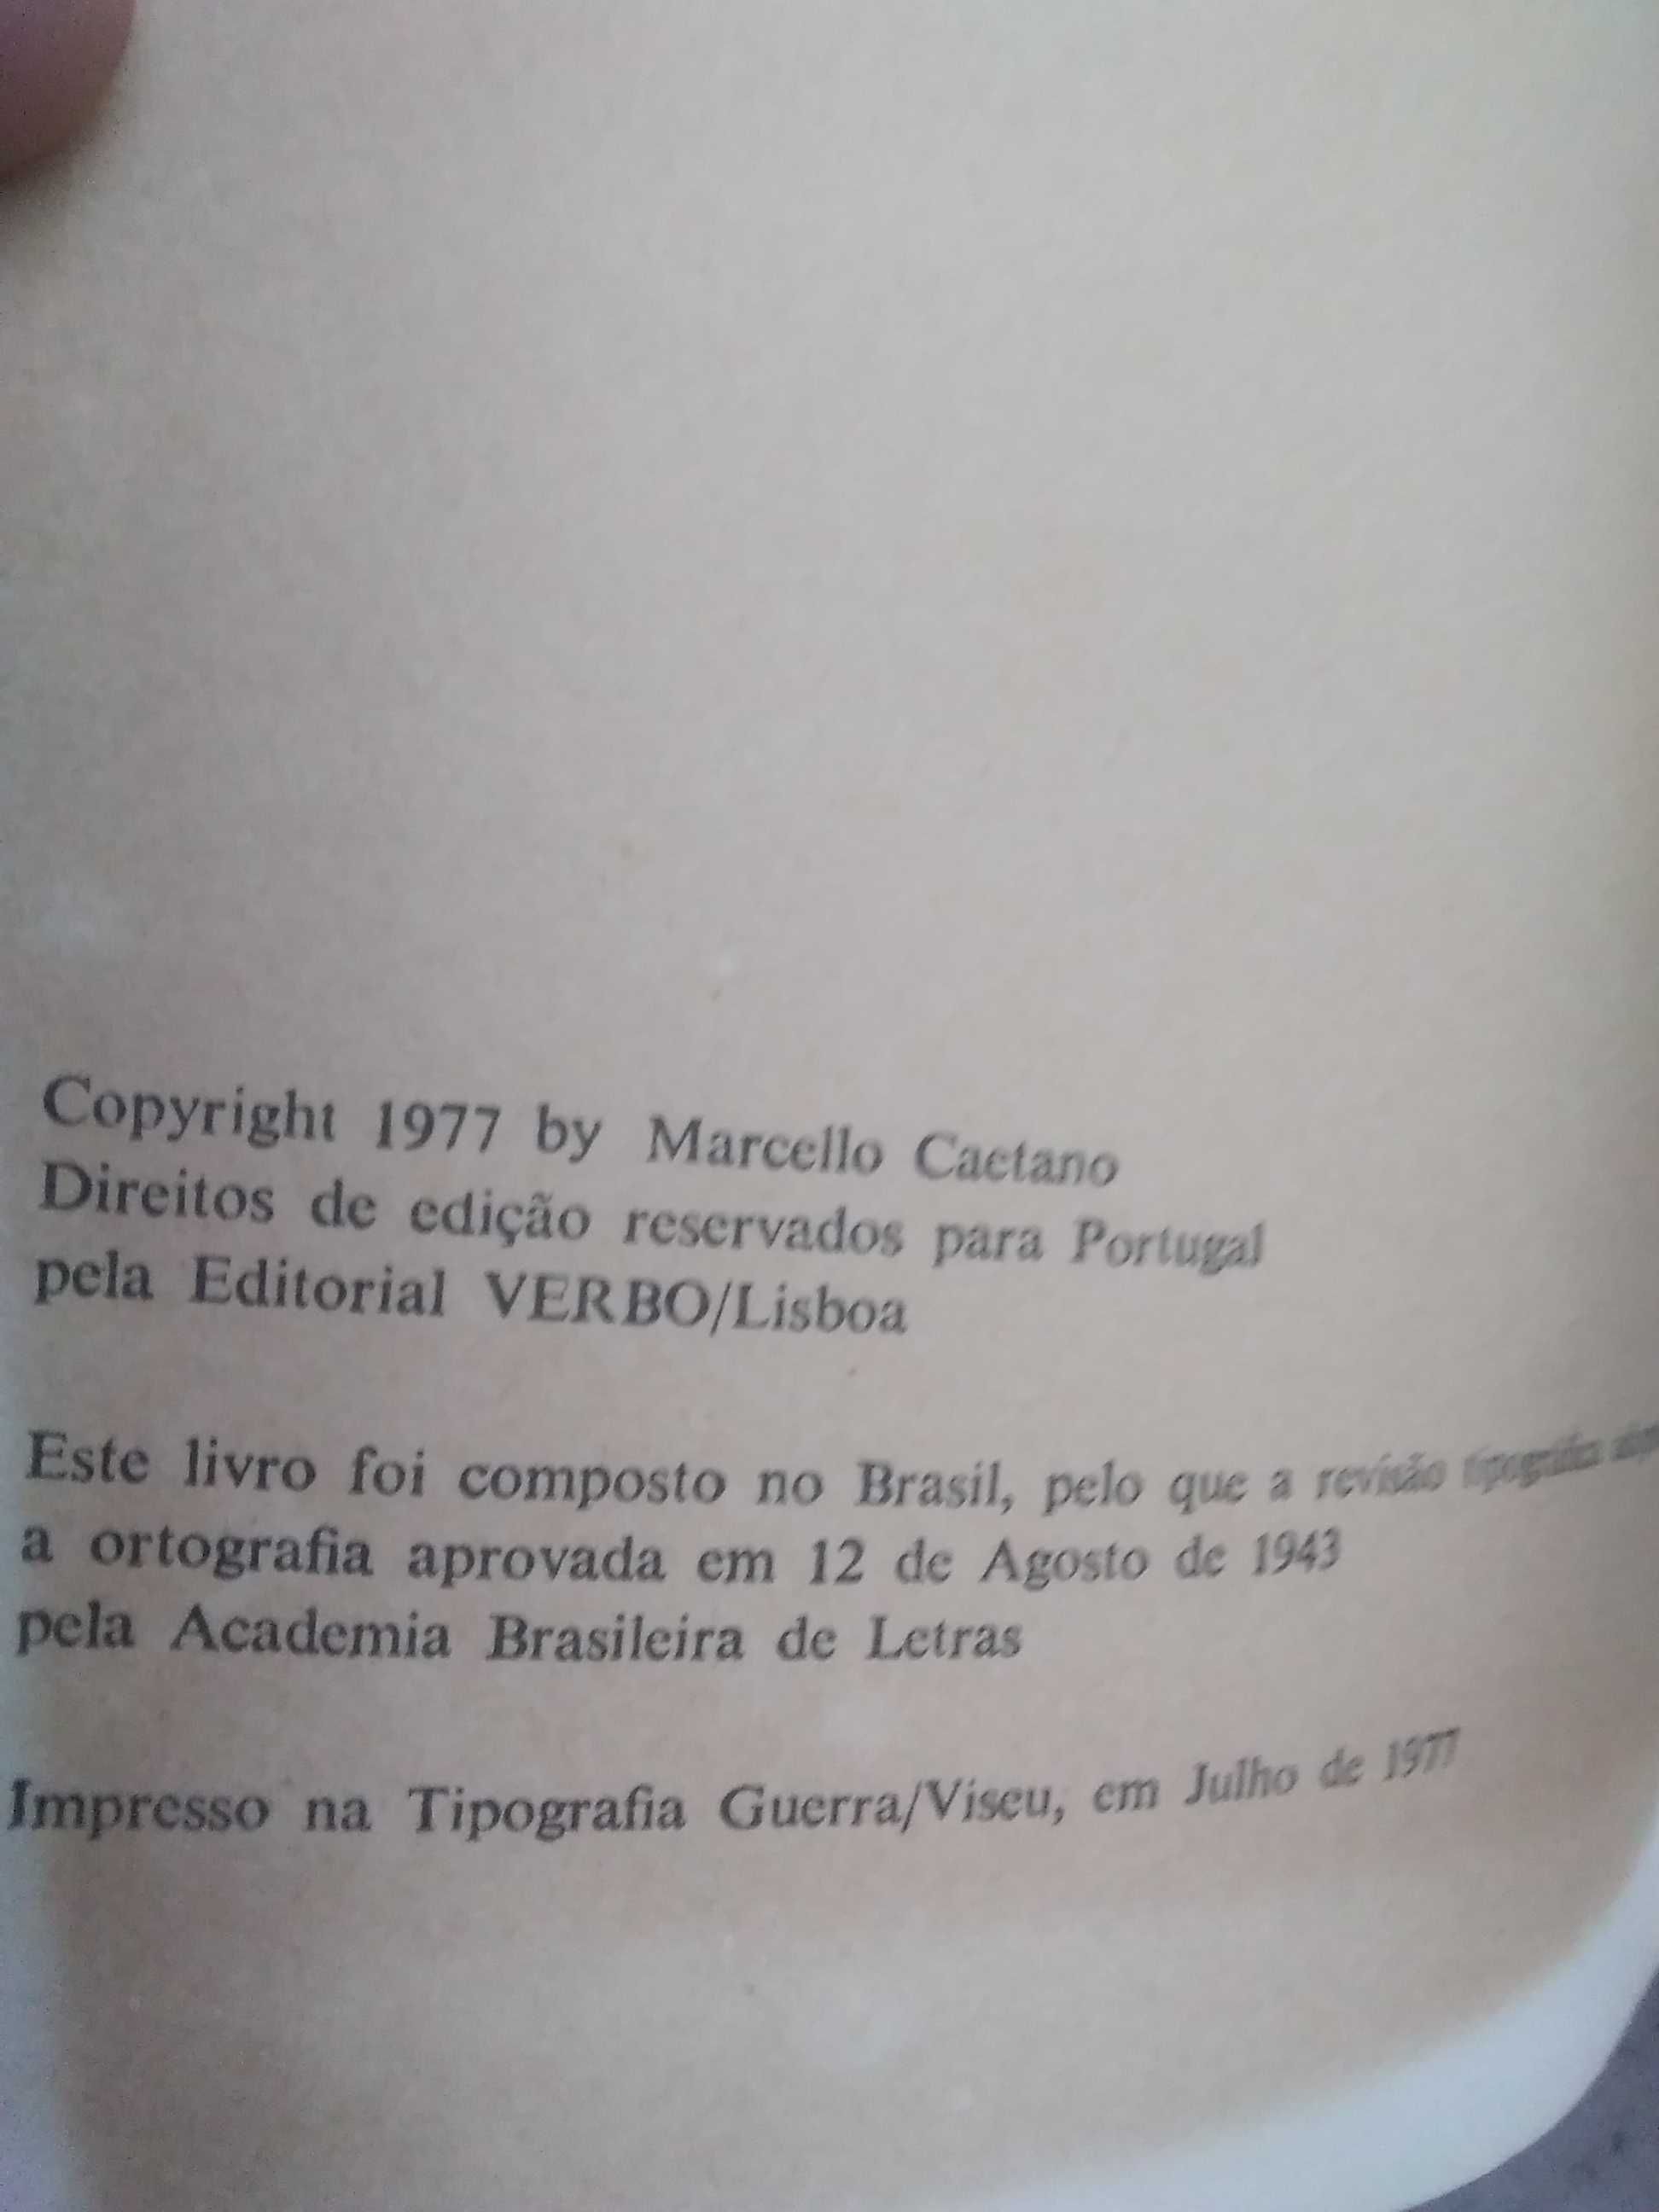 Copyright 1977 by Marcello Caetano
Direitos de edição reservados para Portugal
pela Editorial VERBO/Lisboa
Este livro foi composto no Brasil, pelo que a revisão tipográfica
a ortografia aprovada em 12 de Agosto de 1943
pela Academia Brasileira de Letras
Impresso na Tipografia Guerra/Viseu, em Julho de 1977